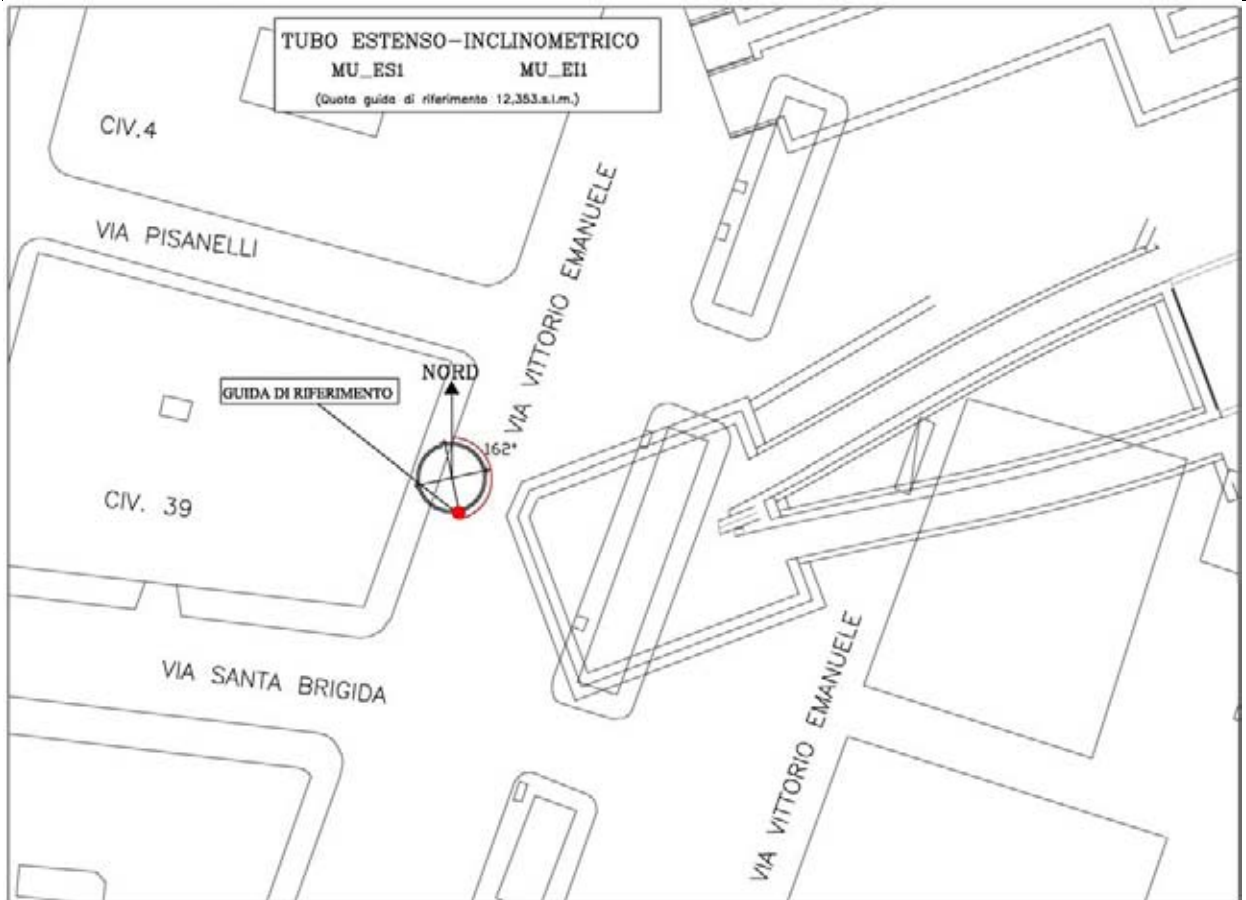 TUBO ESTENSO-INCLINOMETRICO
MU_ES1 MU_EI1
(Quota guida di riferimento 12,353.s.l.m.)
CIV.4
VIA PISANELLI
VIA VITTORIO EMANUELE
NORD
GUIDA DI RIFERIMENTO
162°
CIV. 39
VIA SANTA BRIGIDA
VIA VITTORIO EMANUELE